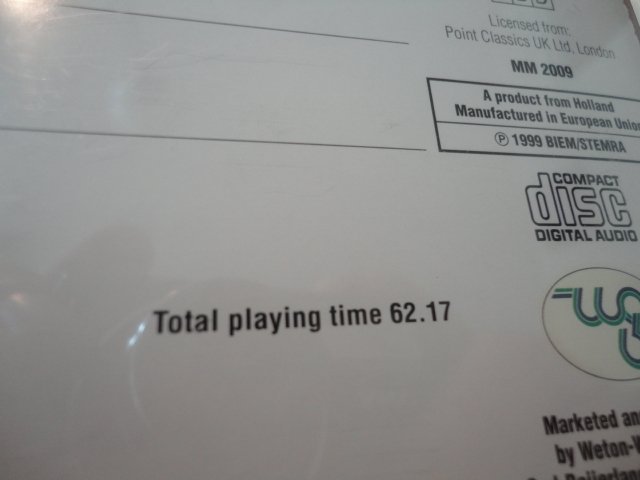 Licensed from:
Point Classics UK Ltd, London
MM 2009
A product from Holland
Manufactured in European Union
℗ 1999 BIEM/STEMRA
COMPACT
disc
DIGITAL AUDIO
Total playing time 62.17
Marketed an
by Weton-W